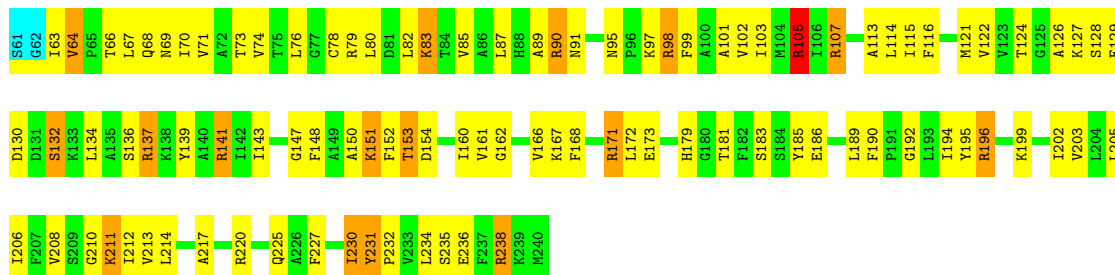 S61 G62 I63 V64 P65 T66 L67 Q68 N69 I70 V71 A72 T73 V74 T75 L76 G77 C78 R79 L80 D81 L82 K83 T84 V85 A86 L87 H88 A89 R90 N91 N95 P96 K97 R98 F99 A100 A101 V102 I103 M104 R105 I106 R107 A113 L114 I115 F116 M121 V122 V123 T124 G125 A126 K127 S128
D130 D131 S132 K133 L134 A135 S136 R137 K138 Y139 A140 R141 I142 I143 G147 F148 A149 A150 K151 F152 T153 D154 I160 V161 G162 V166 K167 F168 R171 L172 E173 H179 G180 T181 F182 S183 S184 Y185 E186 L189 F190 P191 G192 L193 I194 Y195 R196 K199 I202 V203 L204
I206 F207 V208 S209 G210 K211 I212 V213 L214 A217 R220 Q225 A226 F227 I230 Y231 P232 V233 L234 S235 E236 F237 R238 K239 M240